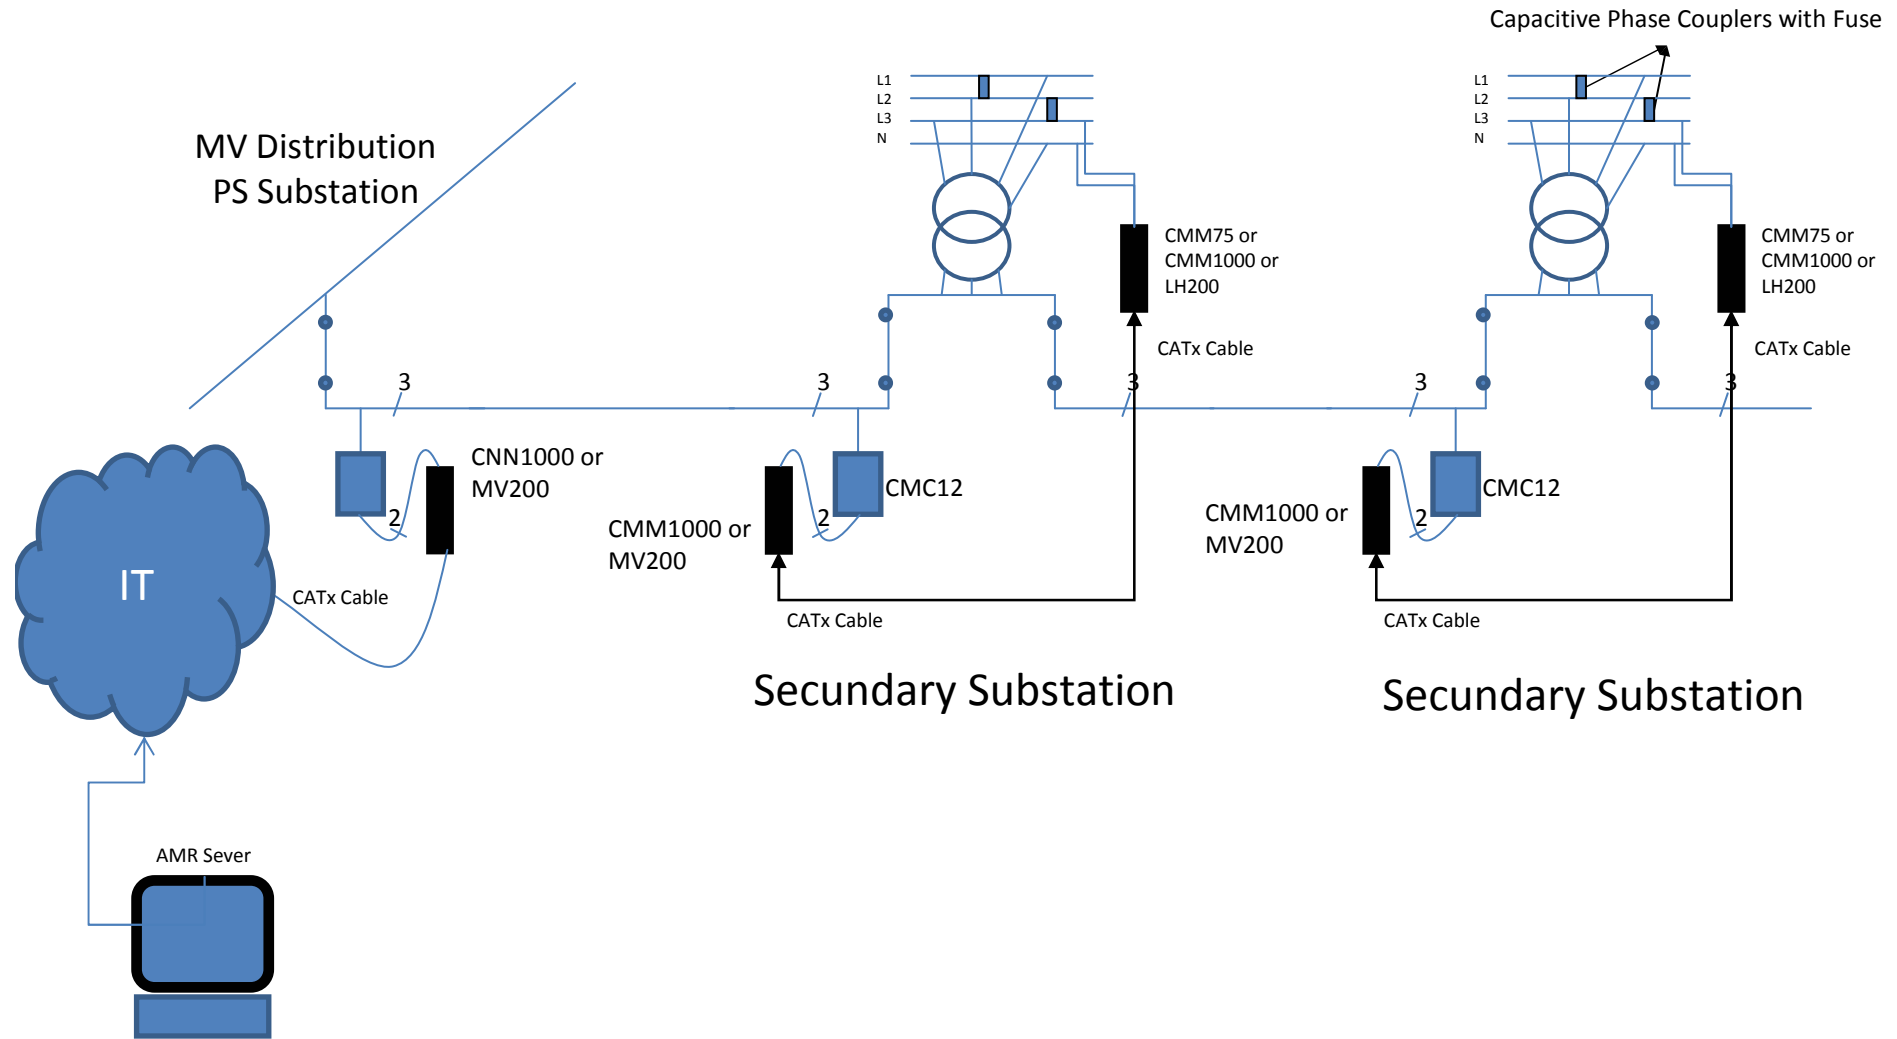 Capacitive Phase Couplers with Fuse
L1
L2
L3
N
L1
L2
L3
N
MV Distribution
PS Substation
CMM75 or
CMM1000 or
LH200
CMM75 or
CMM1000 or
LH200
CATx Cable
CATx Cable
3
3
3
3
3
CNN1000 or
MV200
2
CMC12
2
CMM1000 or
MV200
CMC12
2
CMM1000 or
MV200
IT
CATx Cable
CATx Cable
CATx Cable
Secundary Substation
Secundary Substation
AMR Sever